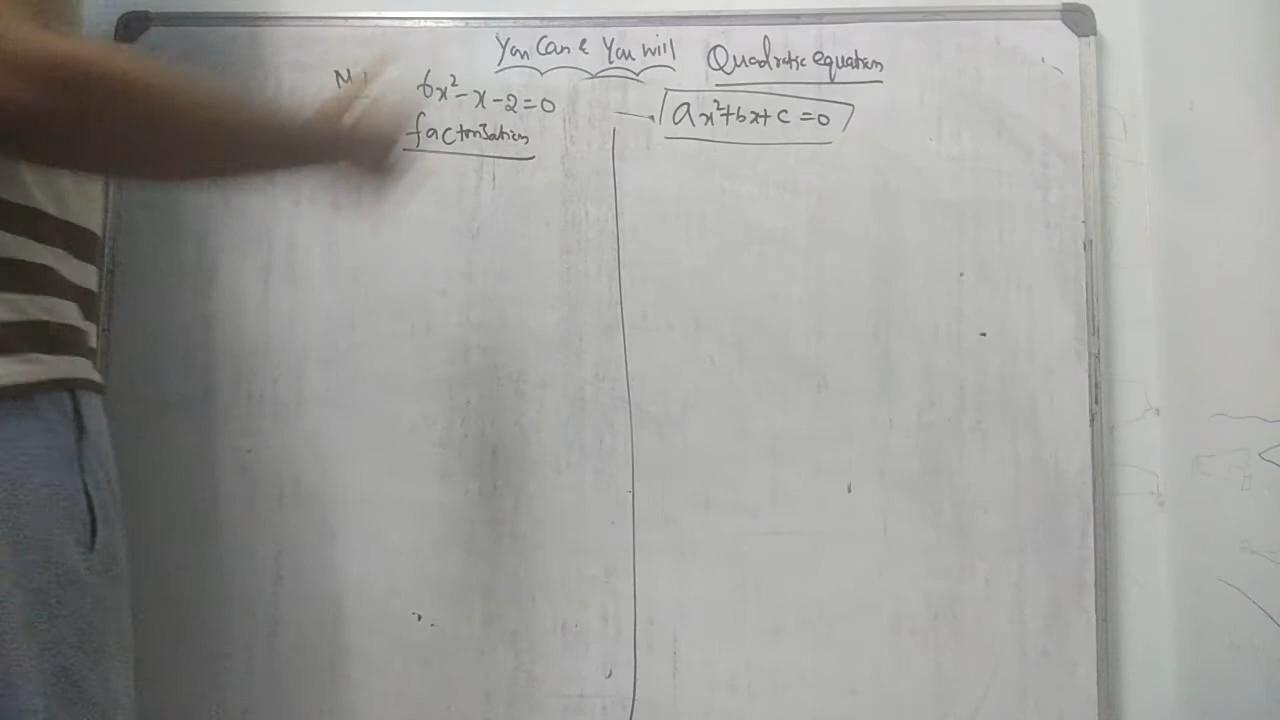 You Can & You will
Quadratic equation
6x²-x-2=0
factorisation
ax²+bx+c=0